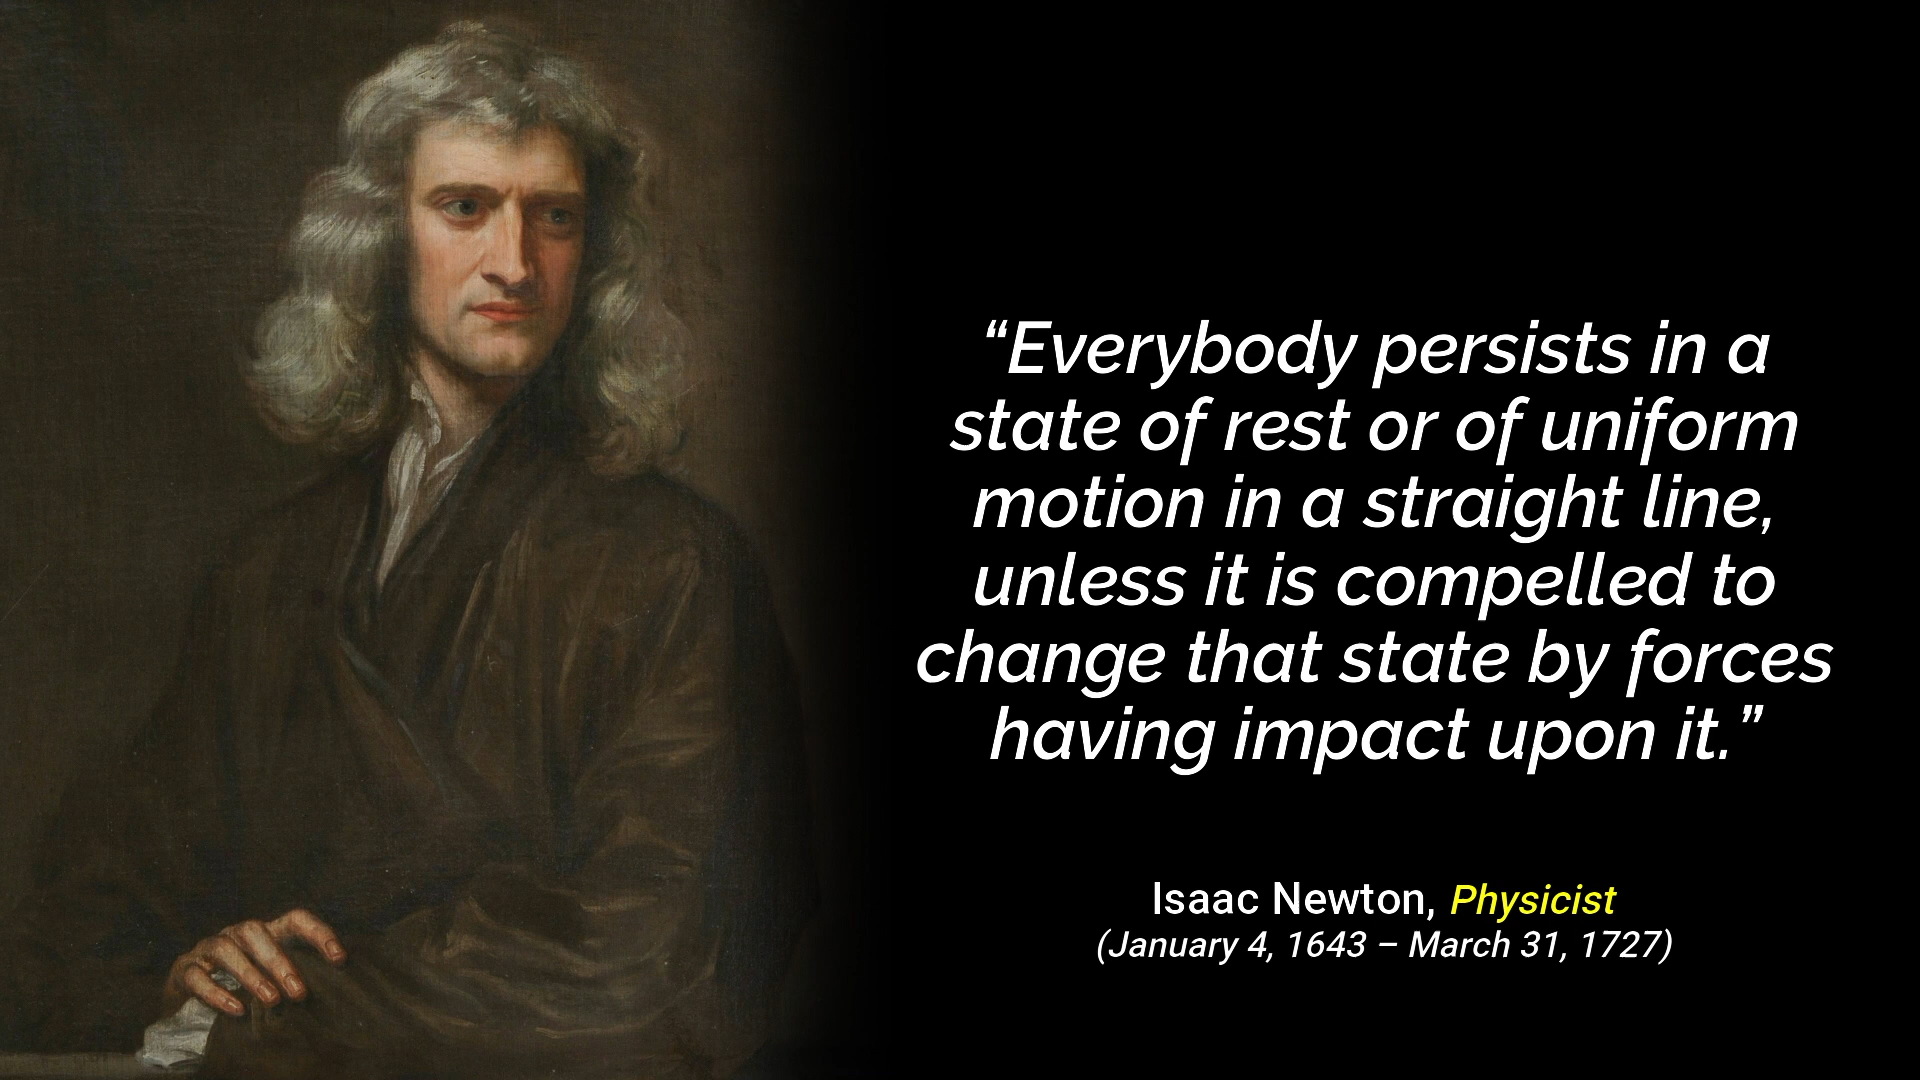 “Everybody persists in a
state of rest or of uniform
motion in a straight line,
unless it is compelled to
change that state by forces
having impact upon it.”
Isaac Newton, Physicist
(January 4, 1643 – March 31, 1727)